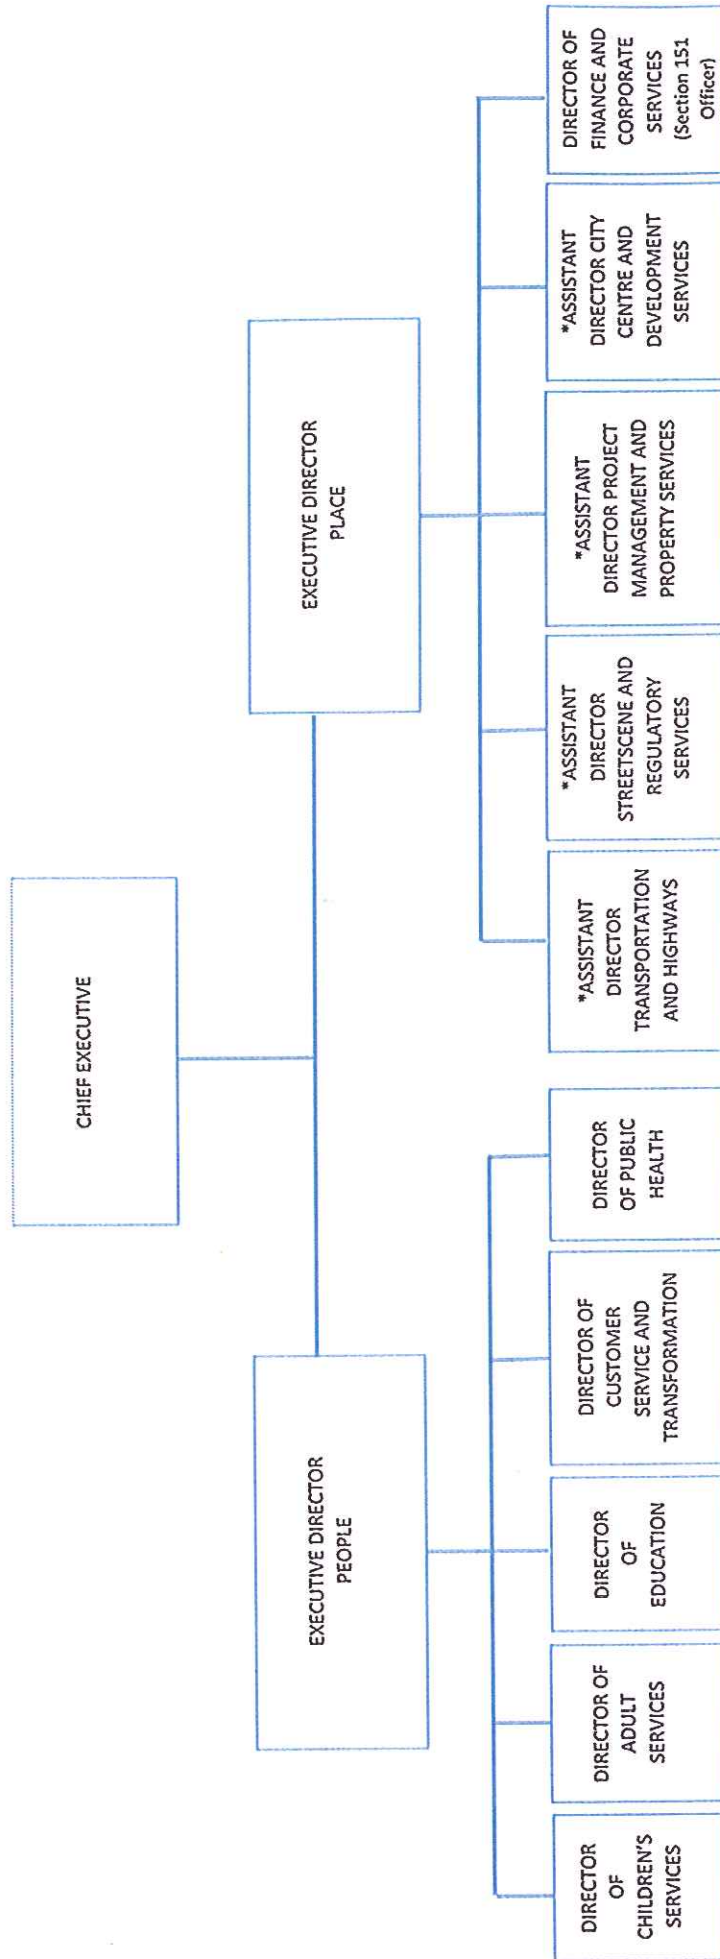 CHIEF EXECUTIVE
EXECUTIVE DIRECTOR
PEOPLE
EXECUTIVE DIRECTOR
PLACE
DIRECTOR
OF
CHILDREN'S
SERVICES
DIRECTOR OF
ADULT
SERVICES
DIRECTOR
OF
EDUCATION
DIRECTOR OF
CUSTOMER
SERVICE AND
TRANSFORMATION
DIRECTOR
OF PUBLIC
HEALTH
*ASSISTANT
DIRECTOR
TRANSPORTATION
AND HIGHWAYS
*ASSISTANT
DIRECTOR
STREETSCENE AND
REGULATORY
SERVICES
*ASSISTANT
DIRECTOR PROJECT
MANAGEMENT AND
PROPERTY SERVICES
*ASSISTANT
DIRECTOR CITY
CENTRE AND
DEVELOPMENT
SERVICES
DIRECTOR OF
FINANCE AND
CORPORATE
SERVICES
(Section 151
Officer)